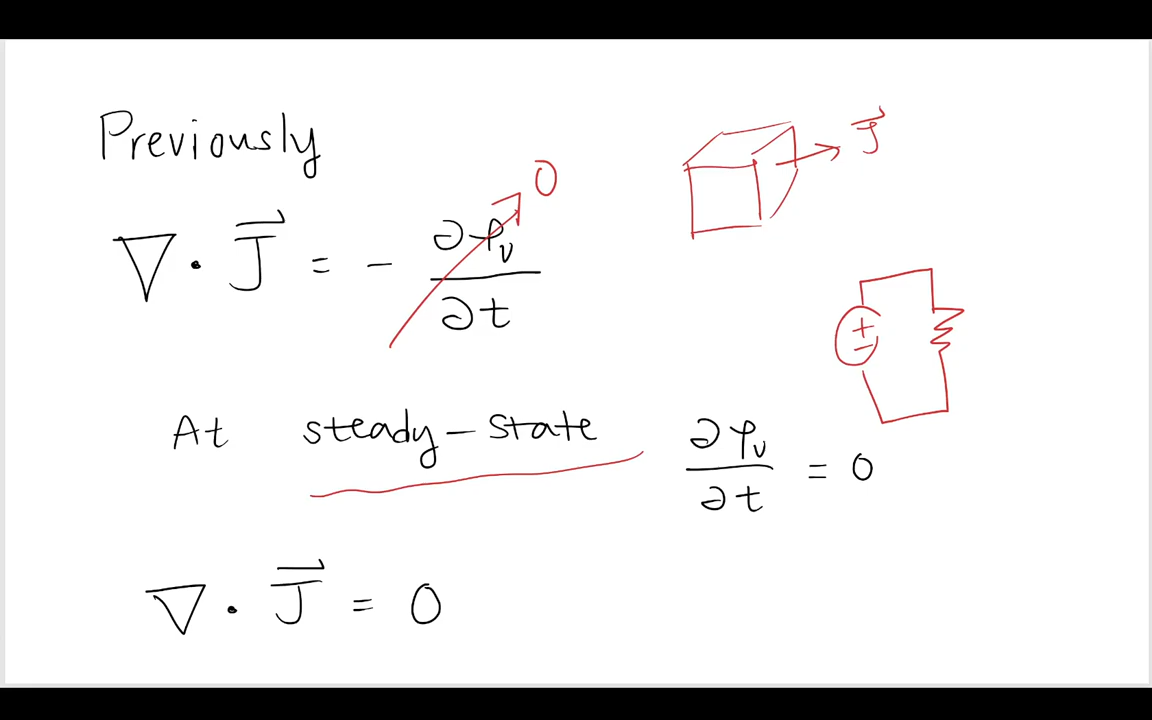 Previously
∇ · J⃗ = - ∂ρᵥ/∂t 0
J⃗
+
−
At steady-state ∂ρᵥ/∂t = 0
∇ · J⃗ = 0